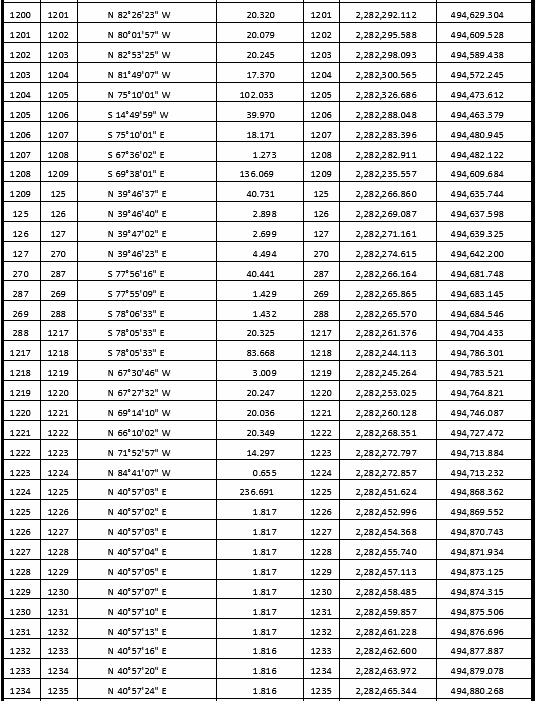 1200 1201 N 82°26'23" W 20.320 1201 2,282,292.112 494,629.304
1201 1202 N 80°01'57" W 20.079 1202 2,282,295.588 494,609.528
1202 1203 N 82°53'25" W 20.245 1203 2,282,298.093 494,589.438
1203 1204 N 81°49'07" W 17.370 1204 2,282,300.565 494,572.245
1204 1205 N 75°10'01" W 102.033 1205 2,282,326.686 494,473.612
1205 1206 S 14°49'59" W 39.970 1206 2,282,288.048 494,463.379
1206 1207 S 75°10'01" E 18.171 1207 2,282,283.396 494,480.945
1207 1208 S 67°36'02" E 1.273 1208 2,282,282.911 494,482.122
1208 1209 S 69°38'01" E 136.069 1209 2,282,235.557 494,609.684
1209 125 N 39°46'37" E 40.731 125 2,282,266.860 494,635.744
125 126 N 39°46'40" E 2.898 126 2,282,269.087 494,637.598
126 127 N 39°47'02" E 2.699 127 2,282,271.161 494,639.325
127 270 N 39°46'23" E 4.494 270 2,282,274.615 494,642.200
270 287 S 77°56'16" E 40.441 287 2,282,266.164 494,681.748
287 269 S 77°55'09" E 1.429 269 2,282,265.865 494,683.145
269 288 S 78°06'33" E 1.432 288 2,282,265.570 494,684.546
288 1217 S 78°05'33" E 20.325 1217 2,282,261.376 494,704.433
1217 1218 S 78°05'33" E 83.668 1218 2,282,244.113 494,786.301
1218 1219 N 67°30'46" W 3.009 1219 2,282,245.264 494,783.521
1219 1220 N 67°27'32" W 20.247 1220 2,282,253.025 494,764.821
1220 1221 N 69°14'10" W 20.036 1221 2,282,260.128 494,746.087
1221 1222 N 66°10'02" W 20.349 1222 2,282,268.351 494,727.472
1222 1223 N 71°52'57" W 14.297 1223 2,282,272.797 494,713.884
1223 1224 N 84°41'07" W 0.655 1224 2,282,272.857 494,713.232
1224 1225 N 40°57'03" E 236.691 1225 2,282,451.624 494,868.362
1225 1226 N 40°57'02" E 1.817 1226 2,282,452.996 494,869.552
1226 1227 N 40°57'03" E 1.817 1227 2,282,454.368 494,870.743
1227 1228 N 40°57'04" E 1.817 1228 2,282,455.740 494,871.934
1228 1229 N 40°57'05" E 1.817 1229 2,282,457.113 494,873.125
1229 1230 N 40°57'07" E 1.817 1230 2,282,458.485 494,874.315
1230 1231 N 40°57'10" E 1.817 1231 2,282,459.857 494,875.506
1231 1232 N 40°57'13" E 1.817 1232 2,282,461.228 494,876.696
1232 1233 N 40°57'16" E 1.816 1233 2,282,462.600 494,877.887
1233 1234 N 40°57'20" E 1.816 1234 2,282,463.972 494,879.078
1234 1235 N 40°57'24" E 1.816 1235 2,282,465.344 494,880.268